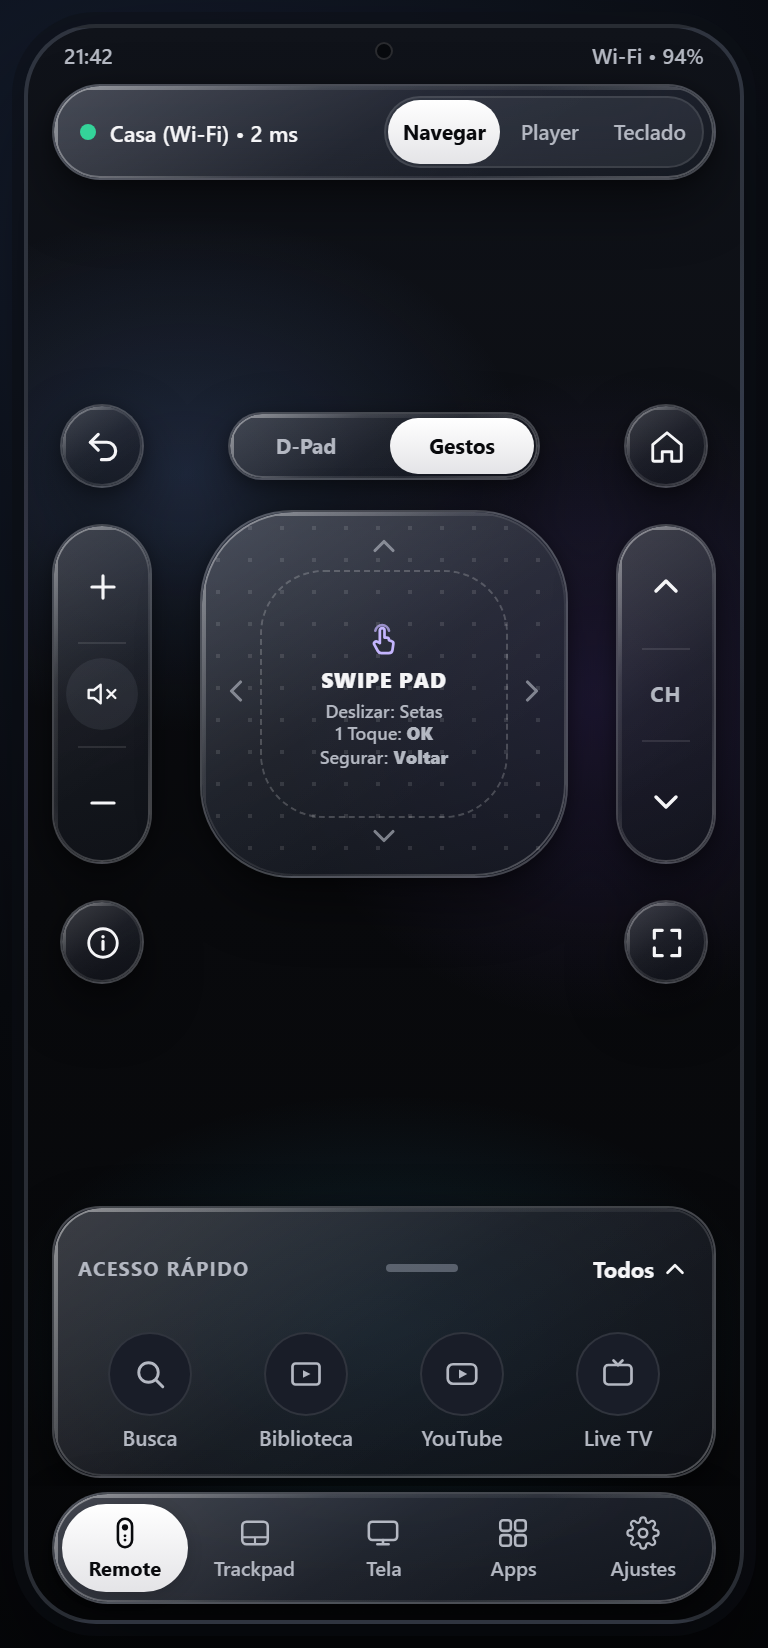 21:42
Wi-Fi • 94%
Casa (Wi-Fi) • 2 ms
Navegar
Player
Teclado
D-Pad
Gestos
SWIPE PAD
Deslizar: Setas
1 Toque: OK
Segurar: Voltar
CH
ACESSO RÁPIDO
Todos
Busca
Biblioteca
YouTube
Live TV
Remote
Trackpad
Tela
Apps
Ajustes